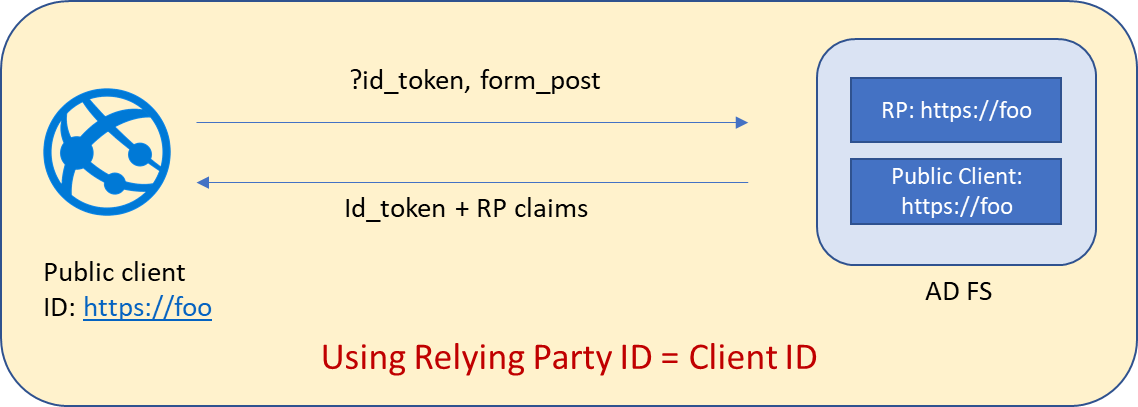 ?id_token, form_post
RP: https://foo
Public Client:
https://foo
Id_token + RP claims
Public client
ID: https://foo
AD FS
Using Relying Party ID = Client ID